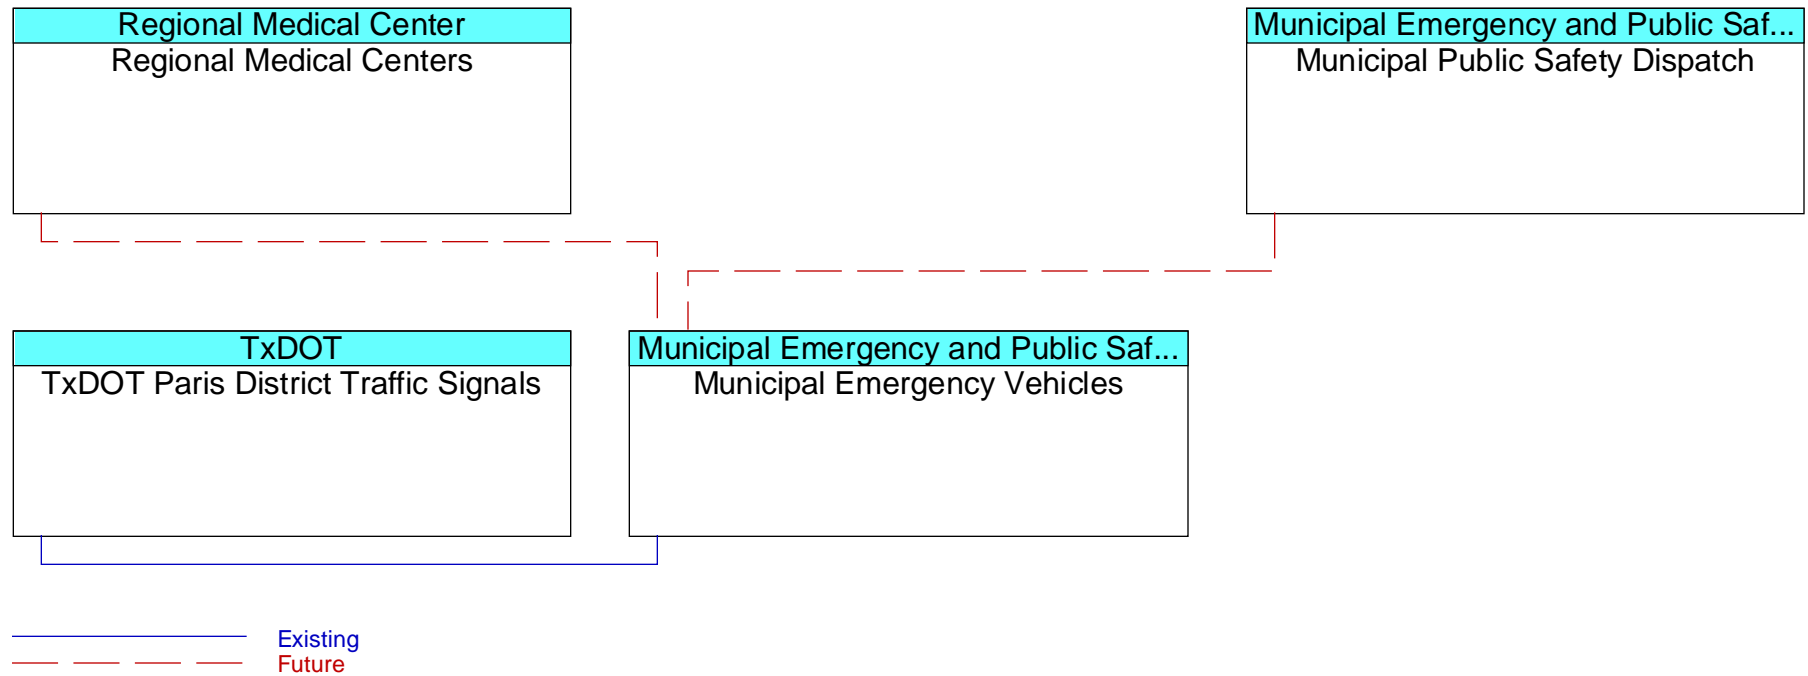 Regional Medical Center
Regional Medical Centers
Municipal Emergency and Public Saf...
Municipal Public Safety Dispatch
TxDOT
TxDOT Paris District Traffic Signals
Municipal Emergency and Public Saf...
Municipal Emergency Vehicles
Existing
Future